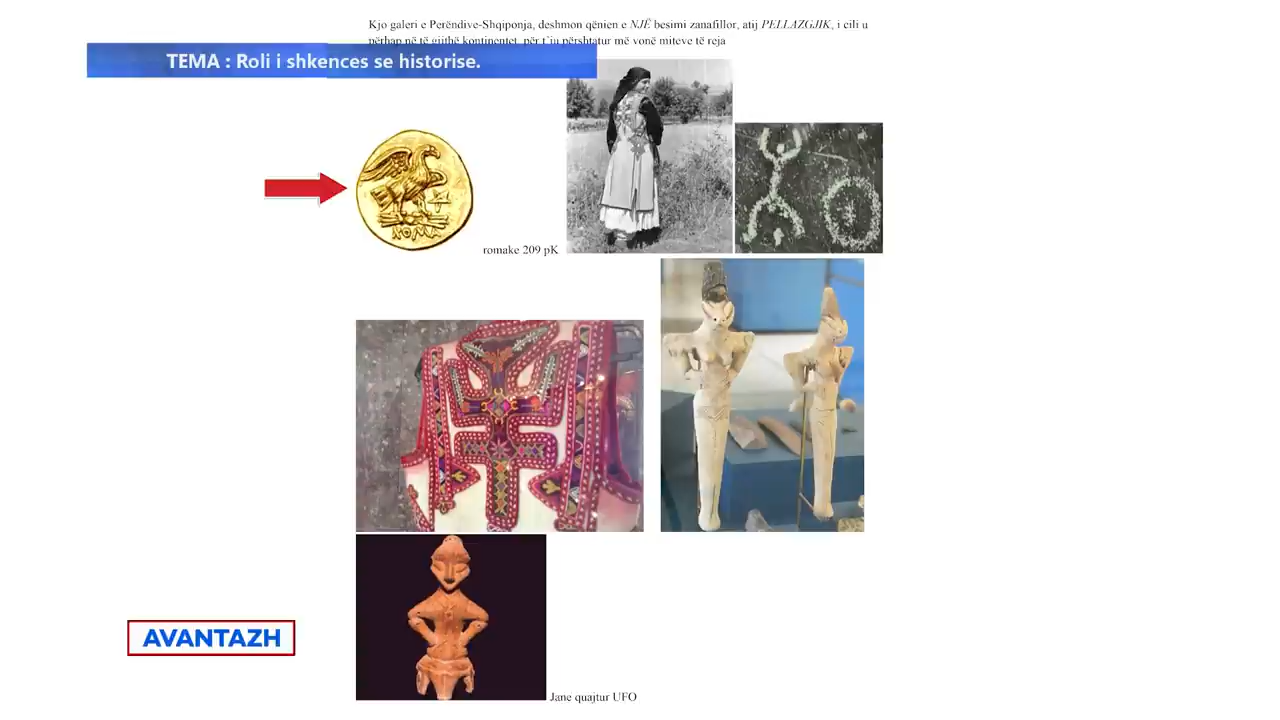 Kjo galeri e Perëndive-Shqiponja, deshmon qënien e NJË besimi zanafillor, atij PELLAZGJIK, i cili u
përhap në të gjithë kontinentet, për t'iu përshtatur më vonë miteve të reja
TEMA : Roli i shkences se historise.
ROMA
romake 209 pK
AVANTAZH
Jane quajtur UFO